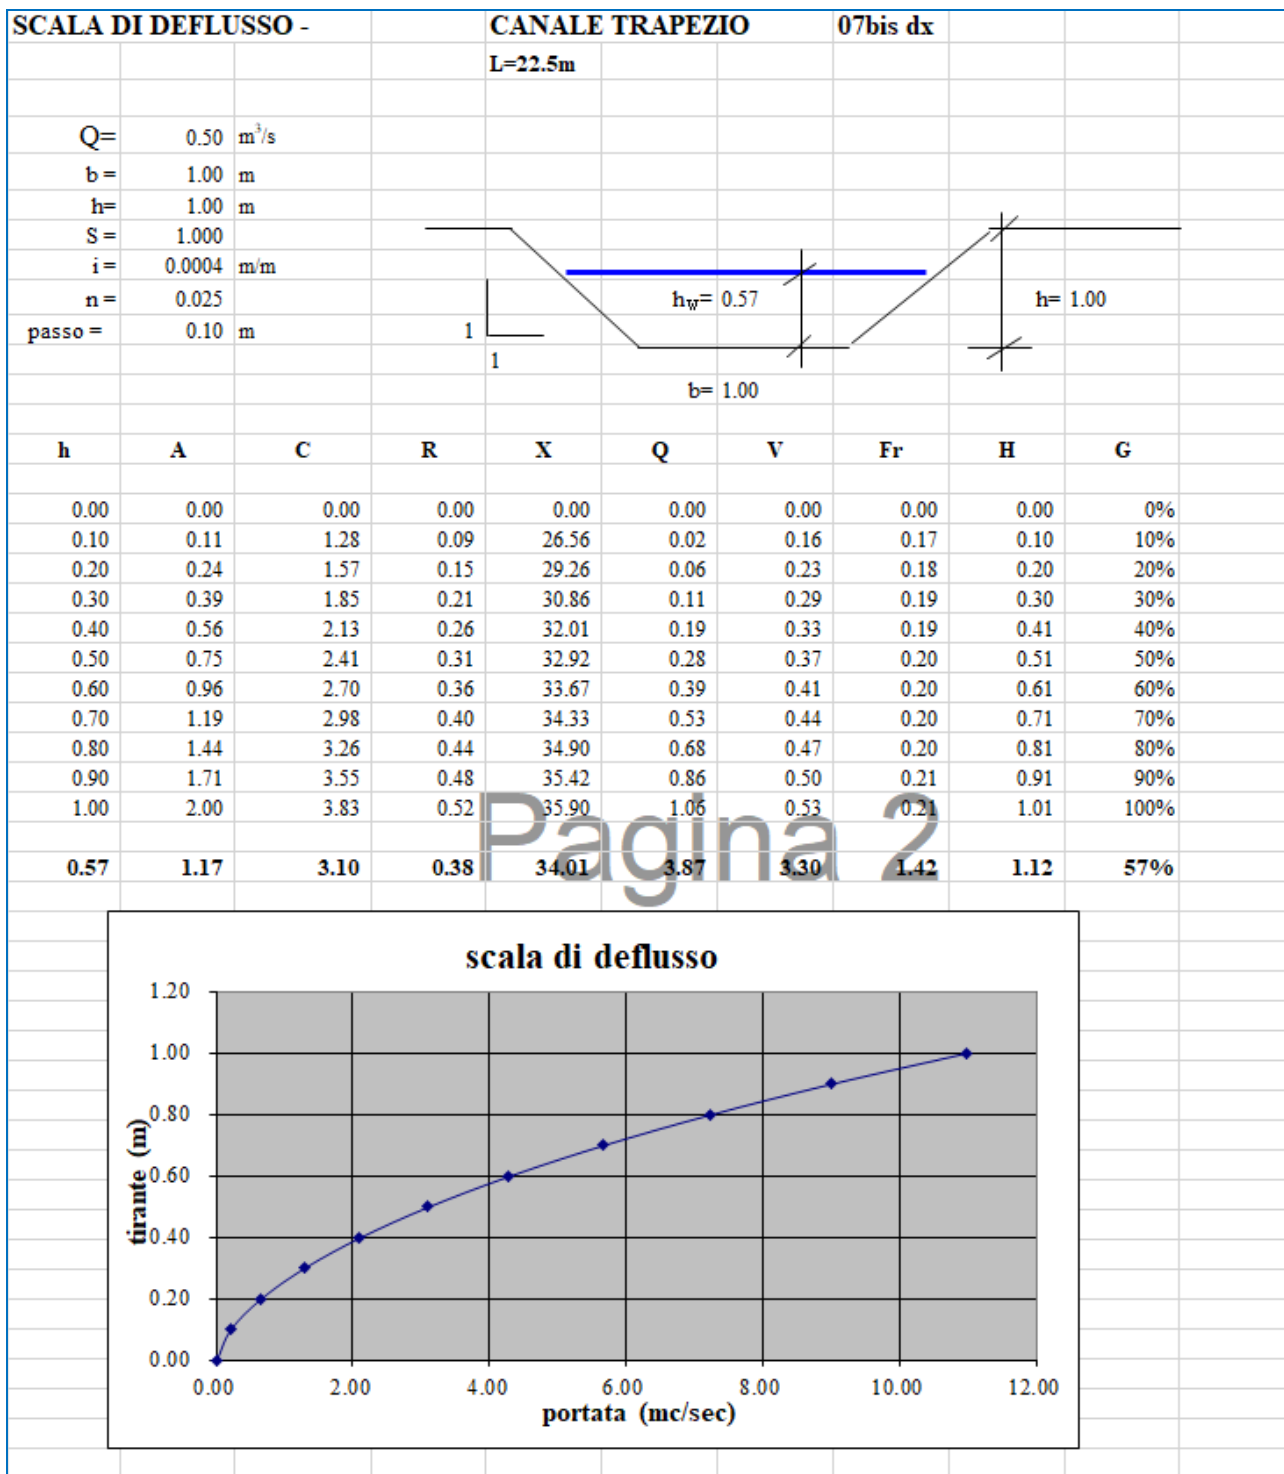 SCALA DI DEFLUSSO - CANALE TRAPEZIO 07bis dx
L=22.5m
Q= 0.50 m³/s
b = 1.00 m
h= 1.00 m
S = 1.000
i = 0.0004 m/m
n = 0.025
passo = 0.10 m
1
1
hw= 0.57
h= 1.00
b= 1.00
h A C R X Q V Fr H G
0.00 0.00 0.00 0.00 0.00 0.00 0.00 0.00 0.00 0%
0.10 0.11 1.28 0.09 26.56 0.02 0.16 0.17 0.10 10%
0.20 0.24 1.57 0.15 29.26 0.06 0.23 0.18 0.20 20%
0.30 0.39 1.85 0.21 30.86 0.11 0.29 0.19 0.30 30%
0.40 0.56 2.13 0.26 32.01 0.19 0.33 0.19 0.41 40%
0.50 0.75 2.41 0.31 32.92 0.28 0.37 0.20 0.51 50%
0.60 0.96 2.70 0.36 33.67 0.39 0.41 0.20 0.61 60%
0.70 1.19 2.98 0.40 34.33 0.53 0.44 0.20 0.71 70%
0.80 1.44 3.26 0.44 34.90 0.68 0.47 0.20 0.81 80%
0.90 1.71 3.55 0.48 35.42 0.86 0.50 0.21 0.91 90%
1.00 2.00 3.83 0.52 35.90 1.06 0.53 0.21 1.01 100%
Pagina 2
0.57 1.17 3.10 0.38 34.01 3.87 3.30 1.42 1.12 57%
scala di deflusso
1.20
1.00
0.80
0.60
0.40
0.20
0.00
tirante (m)
0.00 2.00 4.00 6.00 8.00 10.00 12.00
portata (mc/sec)